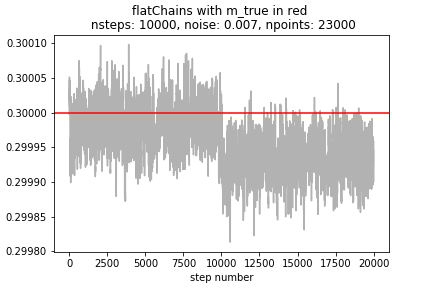 flatChains with m_true in red
nsteps: 10000, noise: 0.007, npoints: 23000
0.30010
0.30005
0.30000
0.29995
0.29990
0.29985
0.29980
0 2500 5000 7500 10000 12500 15000 17500 20000
step number